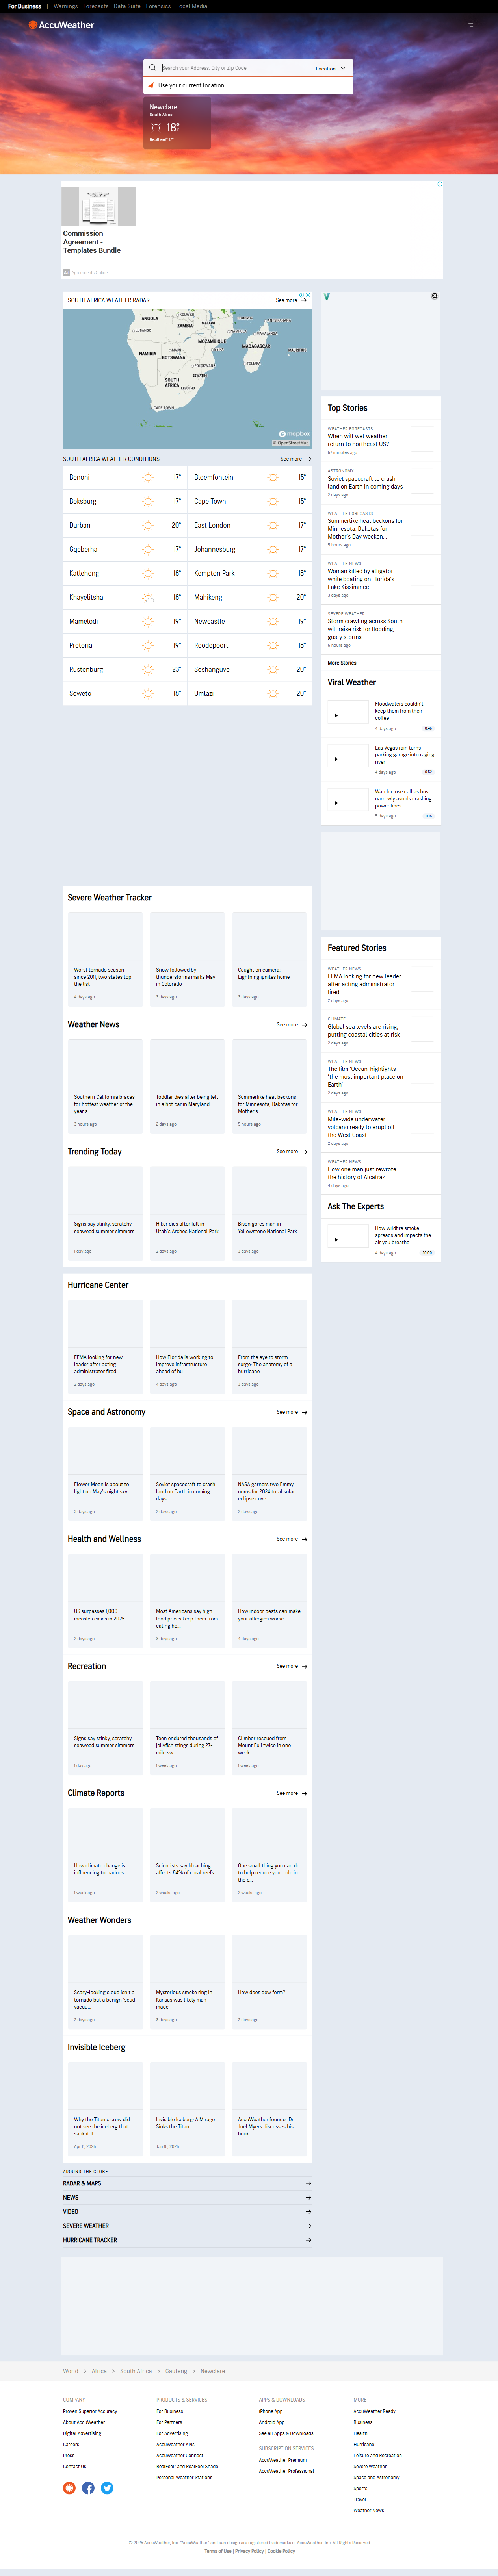 For Business | Warnings Forecasts Data Suite Forensics Local Media
AccuWeather
Search your Address, City or Zip Code
Location
Use your current location
Newclare
South Africa
18°
RealFeel® 17°
Commission
Agreement -
Templates Bundle
Ad Agreements Online
SOUTH AFRICA WEATHER RADAR
See more
ANGOLA
ZAMBIA
MALAWI
MOZAMBIQUE
MADAGASCAR
MAURITIUS
NAMIBIA
BOTSWANA
SOUTH
AFRICA
LESOTHO
CAPE TOWN
mapbox
© OpenStreetMap
SOUTH AFRICA WEATHER CONDITIONS
See more
Benoni 17°
Bloemfontein 15°
Boksburg 17°
Cape Town 15°
Durban 20°
East London 17°
Gqeberha 17°
Johannesburg 17°
Katlehong 18°
Kempton Park 18°
Khayelitsha 18°
Mahikeng 20°
Mamelodi 19°
Newcastle 19°
Pretoria 19°
Roodepoort 18°
Rustenburg 23°
Soshanguve 20°
Soweto 18°
Umlazi 20°
Severe Weather Tracker
Worst tornado season
since 2011, two states top
the list
4 days ago
Snow followed by
thunderstorms marks May
in Colorado
3 days ago
Caught on camera:
Lightning ignites home
3 days ago
Weather News
See more
Southern California braces
for hottest weather of the
year s...
3 hours ago
Toddler dies after being left
in a hot car in Maryland
2 days ago
Summerlike heat beckons
for Minnesota, Dakotas for
Mother's ...
5 hours ago
Trending Today
See more
Signs say stinky, scratchy
seaweed summer simmers
1 day ago
Hiker dies after fall in
Utah's Arches National Park
2 days ago
Bison gores man in
Yellowstone National Park
3 days ago
Hurricane Center
FEMA looking for new
leader after acting
administrator fired
2 days ago
How Florida is working to
improve infrastructure
ahead of hu...
4 days ago
From the eye to storm
surge: The anatomy of a
hurricane
3 days ago
Space and Astronomy
See more
Flower Moon is about to
light up May's night sky
3 days ago
Soviet spacecraft to crash
land on Earth in coming
days
2 days ago
NASA garners two Emmy
noms for 2024 total solar
eclipse cove...
2 days ago
Health and Wellness
See more
US surpasses 1,000
measles cases in 2025
2 days ago
Most Americans say high
food prices keep them from
eating he...
3 days ago
How indoor pests can make
your allergies worse
4 days ago
Recreation
See more
Signs say stinky, scratchy
seaweed summer simmers
1 day ago
Teen endured thousands of
jellyfish stings during 27-
mile sw...
1 week ago
Climber rescued from
Mount Fuji twice in one
week
1 week ago
Climate Reports
See more
How climate change is
influencing tornadoes
1 week ago
Scientists say bleaching
affects 84% of coral reefs
2 weeks ago
One small thing you can do
to help reduce your role in
the c...
2 weeks ago
Weather Wonders
Scary-looking cloud isn't a
tornado but a benign 'scud
vacuu...
2 days ago
Mysterious smoke ring in
Kansas was likely man-
made
3 days ago
How does dew form?
2 days ago
Invisible Iceberg
Why the Titanic crew did
not see the iceberg that
sank it 11...
Apr 11, 2025
Invisible Iceberg: A Mirage
Sinks the Titanic
Jan 15, 2025
AccuWeather founder Dr.
Joel Myers discusses his
book
AROUND THE GLOBE
RADAR & MAPS
NEWS
VIDEO
SEVERE WEATHER
HURRICANE TRACKER
Top Stories
WEATHER FORECASTS
When will wet weather
return to northeast US?
57 minutes ago
ASTRONOMY
Soviet spacecraft to crash
land on Earth in coming days
2 days ago
WEATHER FORECASTS
Summerlike heat beckons for
Minnesota, Dakotas for
Mother's Day weeken...
5 hours ago
WEATHER NEWS
Woman killed by alligator
while boating on Florida's
Lake Kissimmee
3 days ago
SEVERE WEATHER
Storm crawling across South
will raise risk for flooding,
gusty storms
5 hours ago
More Stories
Viral Weather
Floodwaters couldn't
keep them from their
coffee
4 days ago
Las Vegas rain turns
parking garage into raging
river
4 days ago
Watch close call as bus
narrowly avoids crashing
power lines
5 days ago
Featured Stories
WEATHER NEWS
FEMA looking for new leader
after acting administrator
fired
2 days ago
CLIMATE
Global sea levels are rising,
putting coastal cities at risk
2 days ago
WEATHER NEWS
The film 'Ocean' highlights
'the most important place on
Earth'
2 days ago
WEATHER NEWS
Mile-wide underwater
volcano ready to erupt off
the West Coast
2 days ago
WEATHER NEWS
How one man just rewrote
the history of Alcatraz
4 days ago
Ask The Experts
How wildfire smoke
spreads and impacts the
air you breathe
4 days ago 20:00
World > Africa > South Africa > Gauteng > Newclare
COMPANY
Proven Superior Accuracy
About AccuWeather
Digital Advertising
Careers
Press
Contact Us
PRODUCTS & SERVICES
For Business
For Partners
For Advertising
AccuWeather APIs
AccuWeather Connect
RealFeel® and RealFeel Shade™
Personal Weather Stations
APPS & DOWNLOADS
iPhone App
Android App
See all Apps & Downloads
SUBSCRIPTION SERVICES
AccuWeather Premium
AccuWeather Professional
MORE
AccuWeather Ready
Business
Health
Hurricane
Leisure and Recreation
Severe Weather
Space and Astronomy
Sports
Travel
Weather News
© 2025 AccuWeather, Inc. "AccuWeather" and sun design are registered trademarks of AccuWeather, Inc. All Rights Reserved.
Terms of Use | Privacy Policy | Cookie Policy